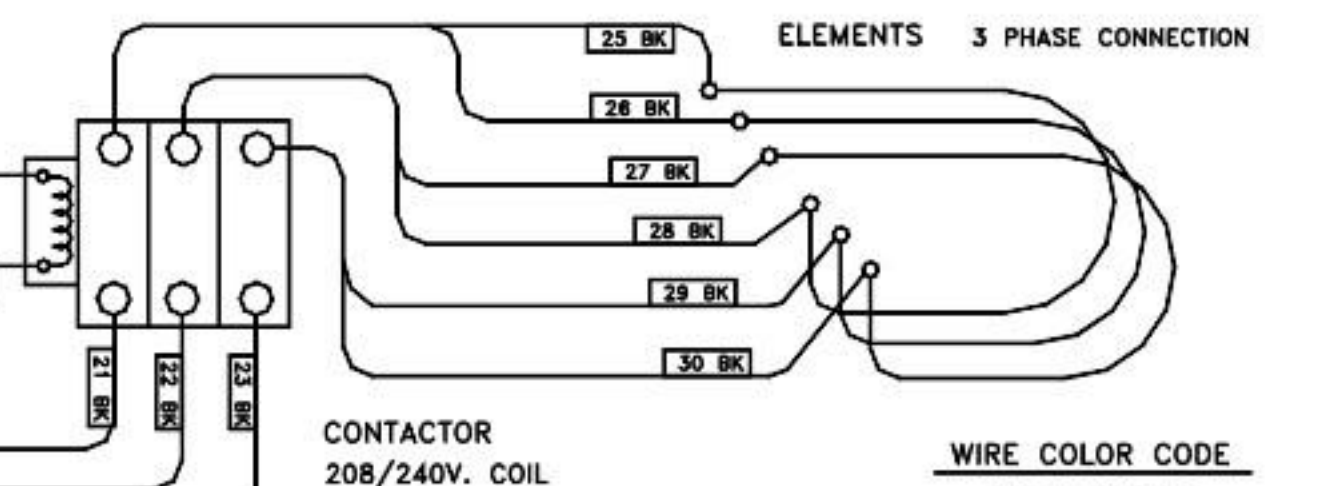 ELEMENTS 3 PHASE CONNECTION
25 BK
26 BK
27 BK
28 BK
29 BK
30 BK
21 BK
22 BK
23 BK
CONTACTOR
208/240V. COIL
WIRE COLOR CODE